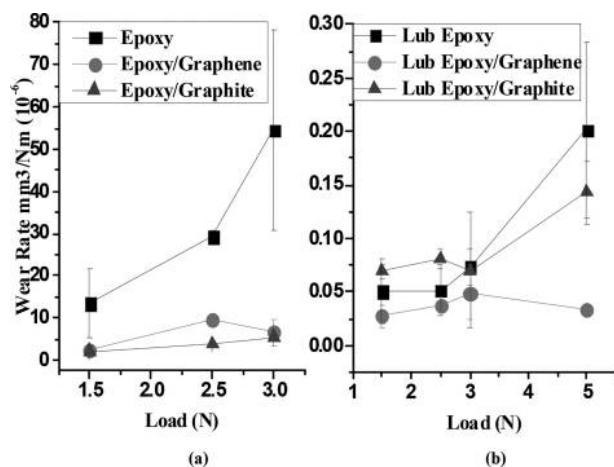 80
70
60
50
40
30
20
10
0
Wear Rate mm3/Nm (10-6)
Epoxy
Epoxy/Graphene
Epoxy/Graphite
1.5 2.0 2.5 3.0
Load (N)
(a)
0.30
0.25
0.20
0.15
0.10
0.05
0.00
Lub Epoxy
Lub Epoxy/Graphene
Lub Epoxy/Graphite
1 2 3 4 5
Load (N)
(b)